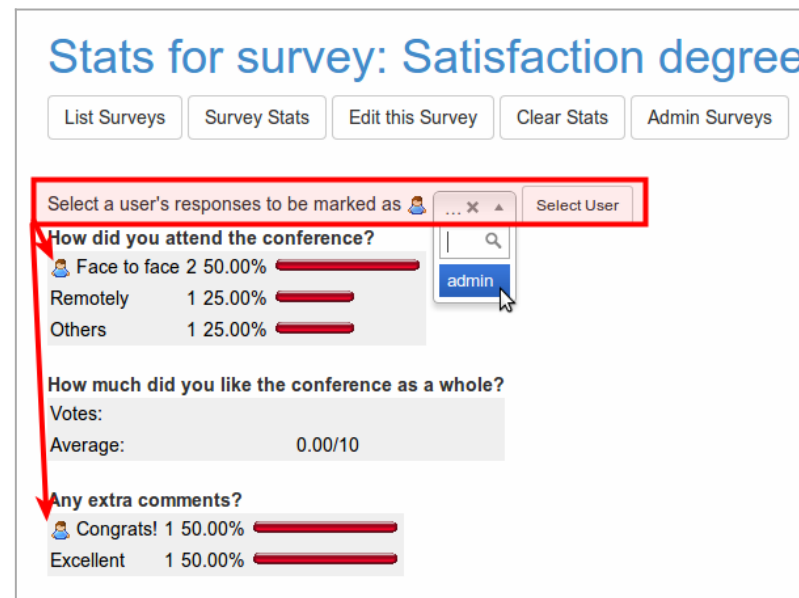 Stats for survey: Satisfaction degree
List Surveys Survey Stats Edit this Survey Clear Stats Admin Surveys
Select a user's responses to be marked as ... Select User
How did you attend the conference?
Face to face 2 50.00%
admin
Remotely 1 25.00%
Others 1 25.00%
How much did you like the conference as a whole?
Votes:
Average: 0.00/10
Any extra comments?
Congrats! 1 50.00%
Excellent 1 50.00%